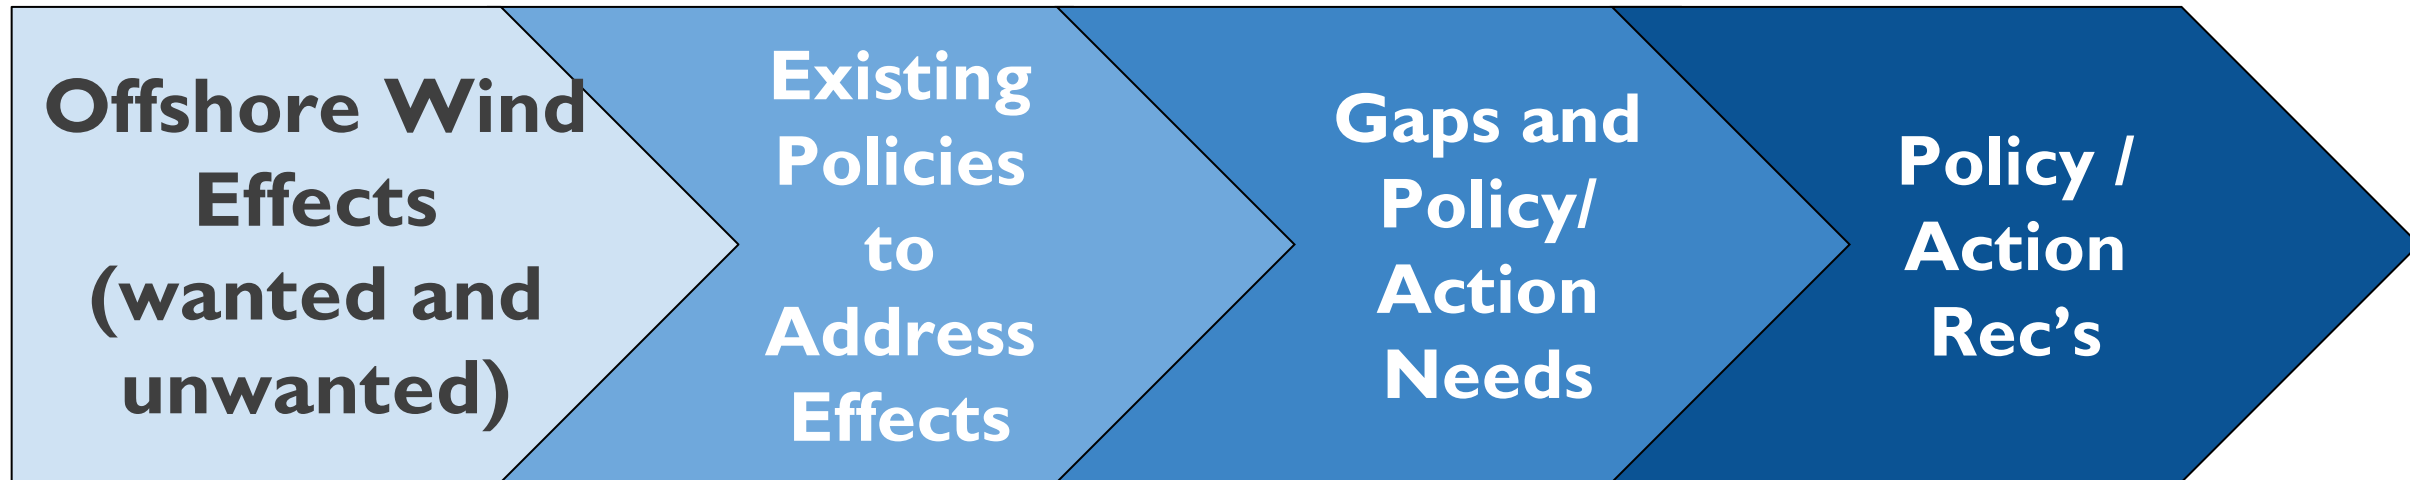 Offshore Wind
Effects
(wanted and
unwanted)
Existing
Policies
to
Address
Effects
Gaps and
Policy/
Action
Needs
Policy /
Action
Rec’s